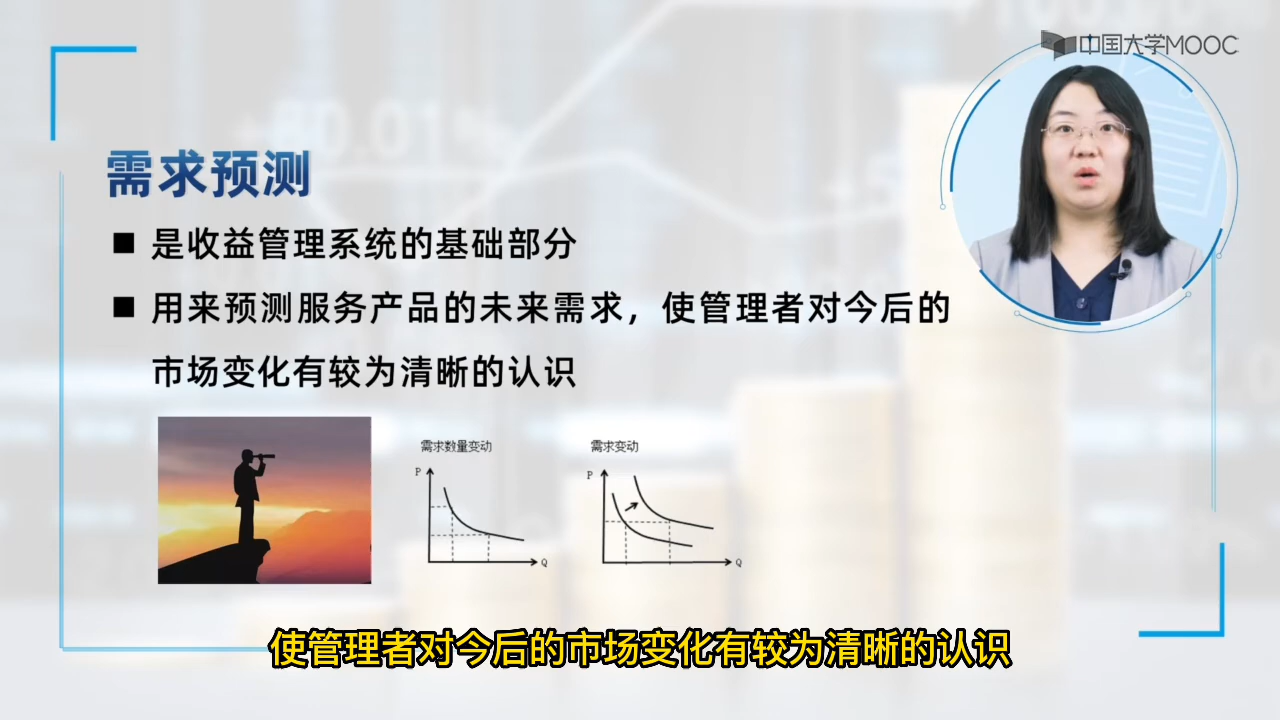 中国大学MOOC
需求预测
■ 是收益管理系统的基础部分
■ 用来预测服务产品的未来需求，使管理者对今后的
市场变化有较为清晰的认识
需求数量变动
P
Q
需求变动
P
Q
使管理者对今后的市场变化有较为清晰的认识